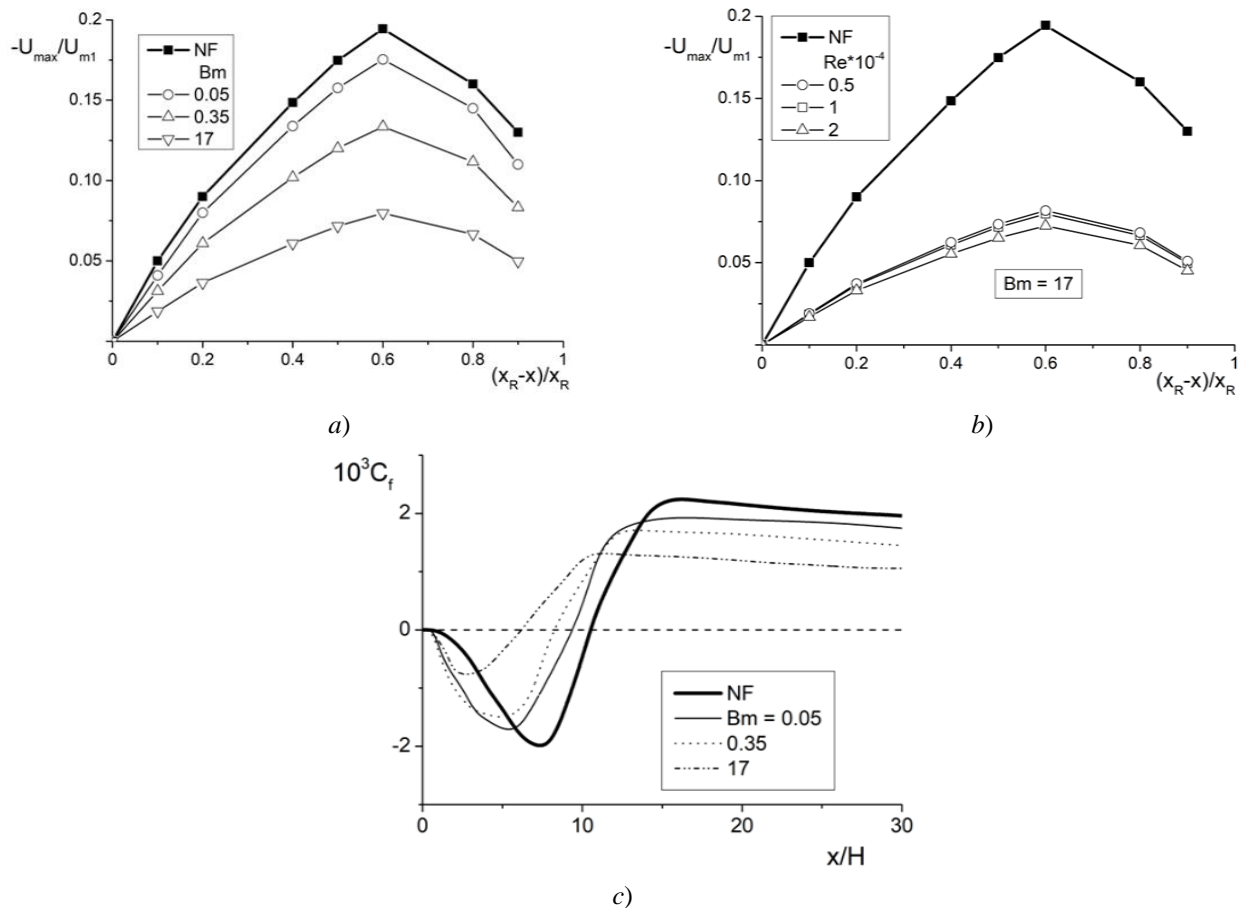 -U_max/U_m1
0.2
0.15
0.10
0.05
NF
Bm
0.05
0.35
17
0 0.2 0.4 0.6 0.8 1
(x_R-x)/x_R
a)
-U_max/U_m1
0.2
0.15
0.10
0.05
NF
Re*10^-4
0.5
1
2
Bm = 17
0 0.2 0.4 0.6 0.8 1
(x_R-x)/x_R
b)
10^3C_f
2
0
-2
NF
Bm = 0.05
0.35
17
0 10 20 30
x/H
c)